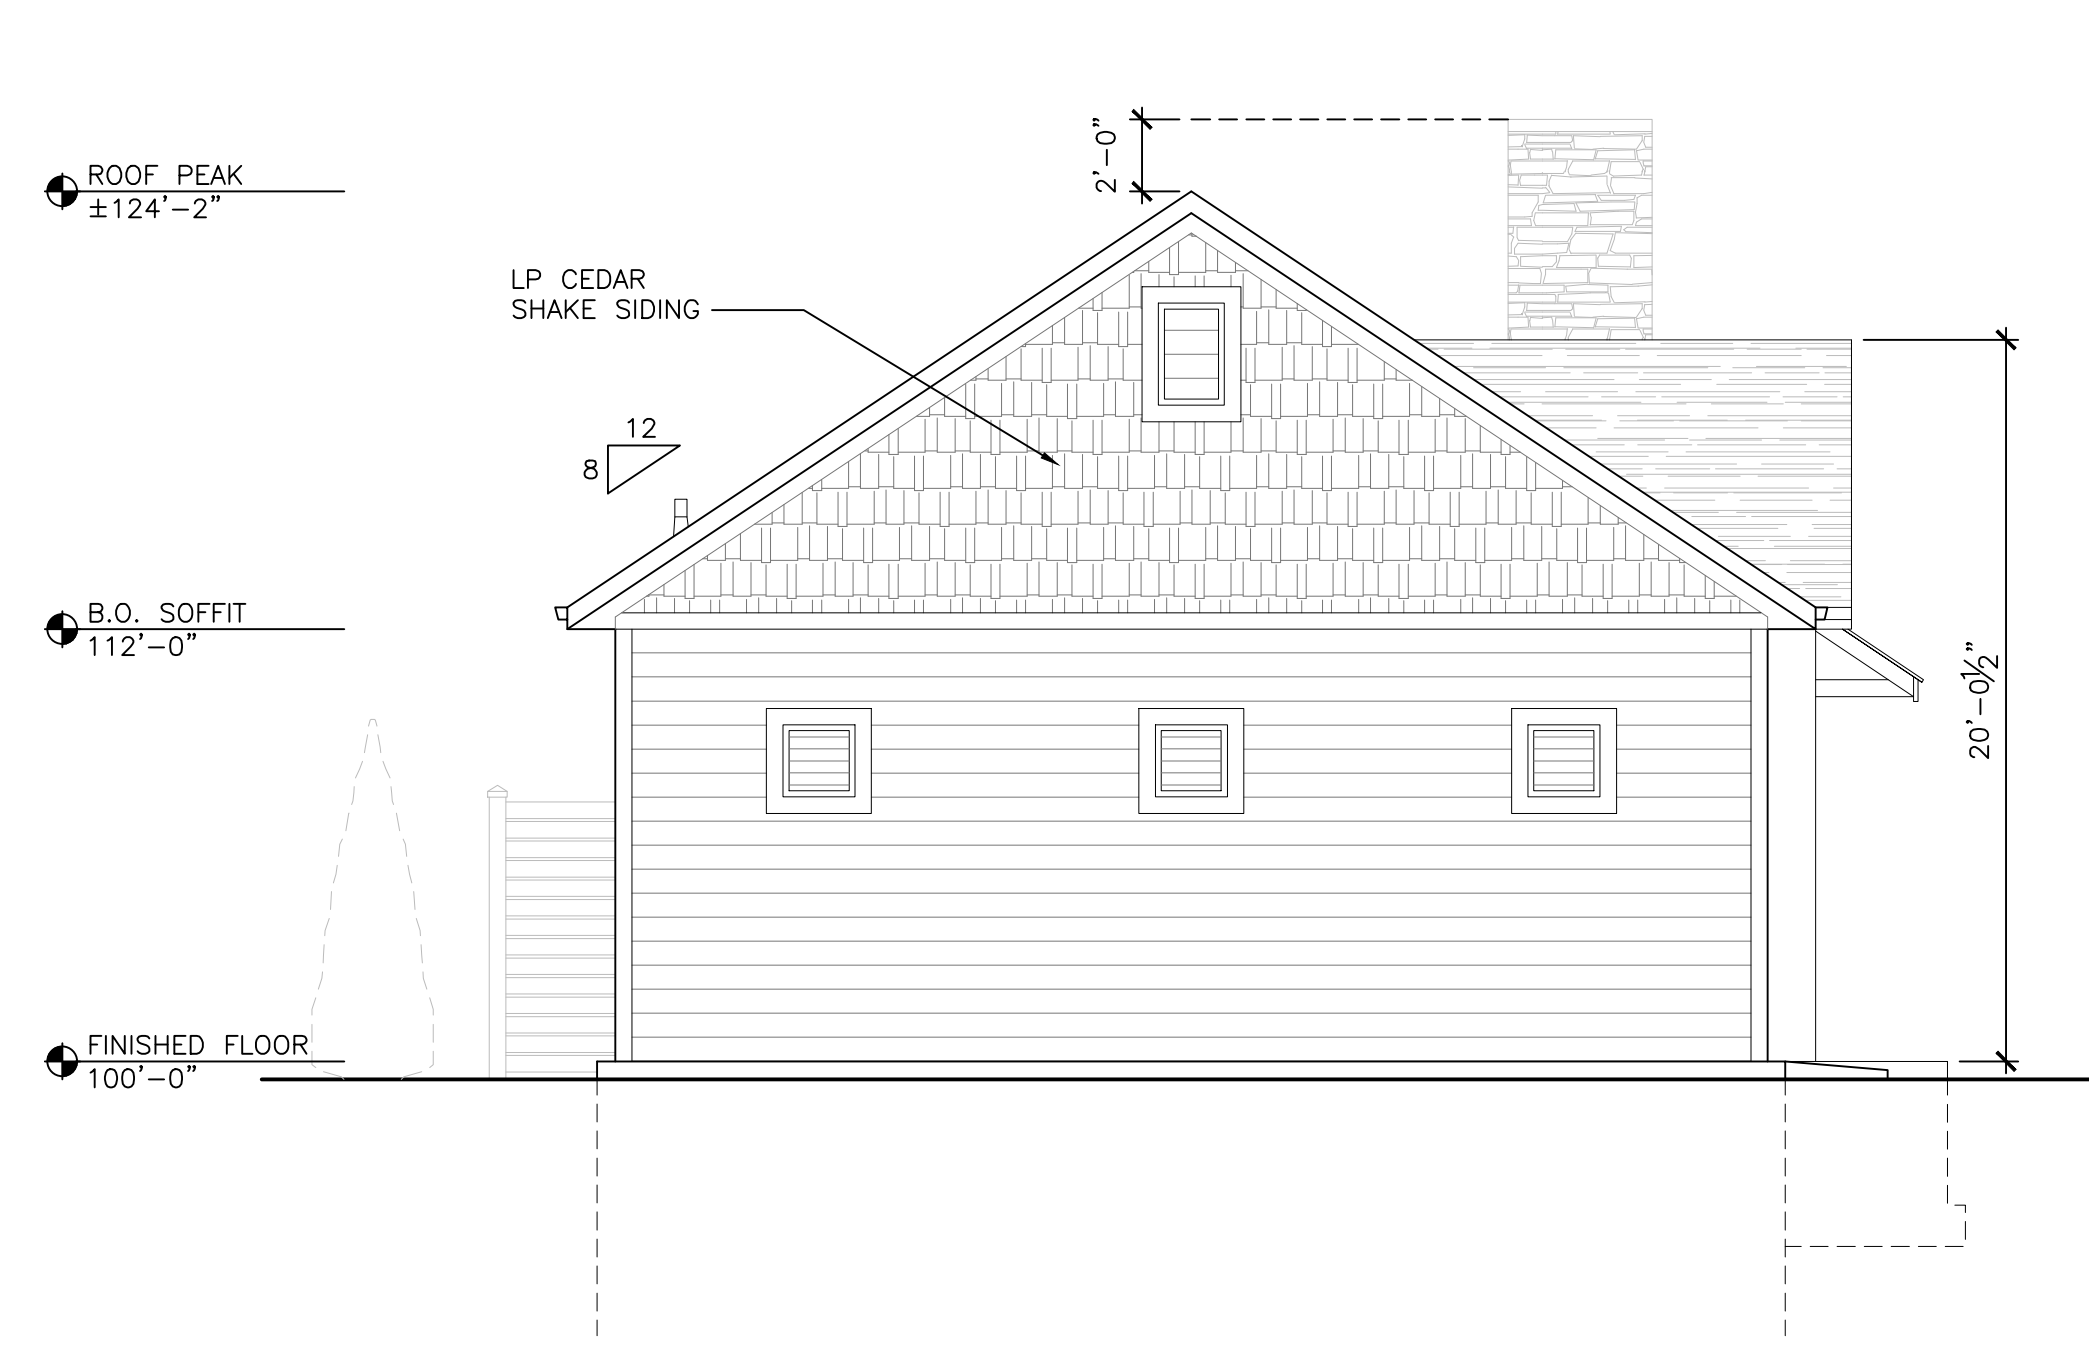 2'-0"
ROOF PEAK
±124'-2"
LP CEDAR
SHAKE SIDING
12
8
B.O. SOFFIT
112'-0"
20'-0½"
FINISHED FLOOR
100'-0"